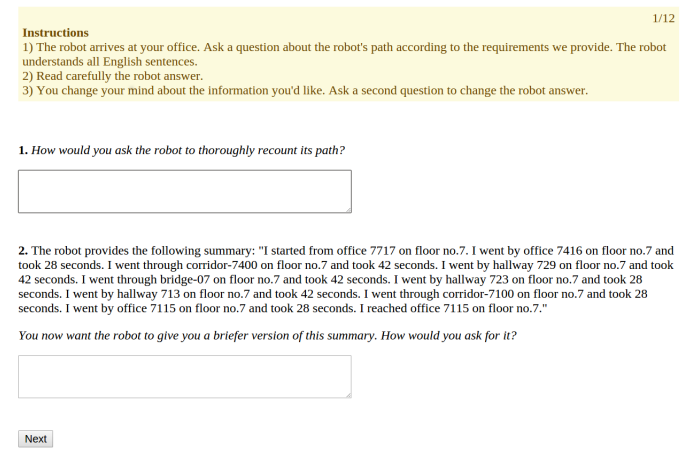 1/12
Instructions
1) The robot arrives at your office. Ask a question about the robot's path according to the requirements we provide. The robot
understands all English sentences.
2) Read carefully the robot answer.
3) You change your mind about the information you'd like. Ask a second question to change the robot answer.
1. How would you ask the robot to thoroughly recount its path?
2. The robot provides the following summary: "I started from office 7717 on floor no.7. I went by office 7416 on floor no.7 and
took 28 seconds. I went through corridor-7400 on floor no.7 and took 42 seconds. I went by hallway 729 on floor no.7 and took
42 seconds. I went through bridge-07 on floor no.7 and took 42 seconds. I went by hallway 723 on floor no.7 and took 28
seconds. I went by hallway 713 on floor no.7 and took 42 seconds. I went through corridor-7100 on floor no.7 and took 28
seconds. I went by office 7115 on floor no.7 and took 28 seconds. I reached office 7115 on floor no.7."
You now want the robot to give you a briefer version of this summary. How would you ask for it?
Next